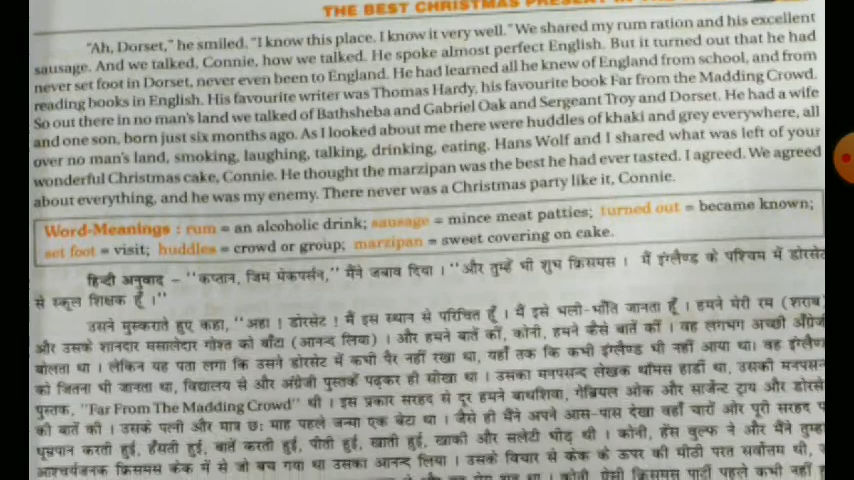 THE BEST CHRISTMAS PRESENT IN THE
"Ah, Dorset," he smiled. "I know this place. I know it very well." We shared my rum ration and his excellent
sausage. And we talked, Connie, how we talked. He spoke almost perfect English. But it turned out that he had
never set foot in Dorset, never even been to England. He had learned all he knew of England from school, and from
reading books in English. His favourite writer was Thomas Hardy, his favourite book Far from the Madding Crowd.
So out there in no man's land we talked of Bathsheba and Gabriel Oak and Sergeant Troy and Dorset. He had a wife
and one son, born just six months ago. As I looked about me there were huddles of khaki and grey everywhere, all
over no man's land, smoking, laughing, talking, drinking, eating. Hans Wolf and I shared what was left of your
wonderful Christmas cake, Connie. He thought the marzipan was the best he had ever tasted. I agreed. We agreed
about everything, and he was my enemy. There never was a Christmas party like it, Connie.
Word-Meanings : rum = an alcoholic drink; sausage = mince meat patties; turned out = became known;
set foot = visit; huddles = crowd or group; marzipan = sweet covering on cake.
हिन्दी अनुवाद – "कप्तान, जिम मेकपर्सन," मैंने जबाव दिया। "और तुम्हें भी शुभ क्रिसमस। मैं इंग्लैण्ड के पश्चिम में डोरसेट
से स्कूल शिक्षक हूँ।"
उसने मुस्कराते हुए कहा, "अहा! डोरसेट! मैं इस स्थान से परिचित हूँ। मैं इसे भली-भाँति जानता हूँ। हमने मेरी रम (शराब)
और उसके शानदार मसालेदार गोश्त को बाँटा (आनन्द लिया)। और हमने बातें कीं, कोनी, हमने कैसे बातें कीं। वह लगभग अच्छी अंग्रेजी
बोलता था। लेकिन यह पता लगा कि उसने डोरसेट में कभी पैर नहीं रखा था, यहाँ तक कि कभी इंग्लैण्ड भी नहीं आया था। वह इंग्लैण्ड
को जितना भी जानता था, विद्यालय से और अंग्रेजी पुस्तकें पढ़कर ही सीखा था। उसका मनपसन्द लेखक थॉमस हार्डी था, उसकी मनपसन्द
पुस्तक, "Far From The Madding Crowd" थी। इस प्रकार सरहद से दूर हमने बाथशिवा, गेब्रियल ओक और सार्जेन्ट ट्राय और डोरसेट
की बातें की। उसके पत्नी और मात्र छः माह पहले जन्मा एक बेटा था। जैसे ही मैंने अपने आस-पास देखा वहाँ चारों ओर पूरी सरहद पर
धूम्रपान करती हुई, हँसती हुई, बातें करती हुई, पीती हुई, खाती हुई, खाकी और सलेटी भीड़ थी। कोनी, हैंस वुल्फ ने और मैंने तुम्हारे
आश्चर्यजनक क्रिसमस केक में से जो बच गया था उसका आनन्द लिया। उसके विचार से केक के ऊपर की मीठी परत सर्वोत्तम थी,
कोनी ऐसी क्रिसमस पार्टी पहले कभी नहीं